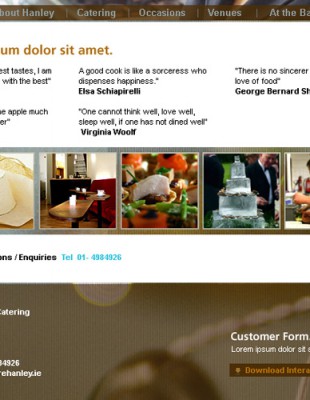 bout Hanley | Catering | Occasions | Venues | At the Ba
sum dolor sit amet.
est tastes, I am
with the best"
A good cook is like a sorceress who
dispenses happiness."
Elsa Schiapirelli
"There is no sincerer
love of food"
George Bernard Sh
he apple much
er"
"One cannot think well, love well,
sleep well, if one has not dined well"
Virginia Woolf
ons / Enquiries Tel 01- 4984926
Catering
84926
rehanley.ie
Customer Form.
Lorem ipsum dolor sit a
Download Intera